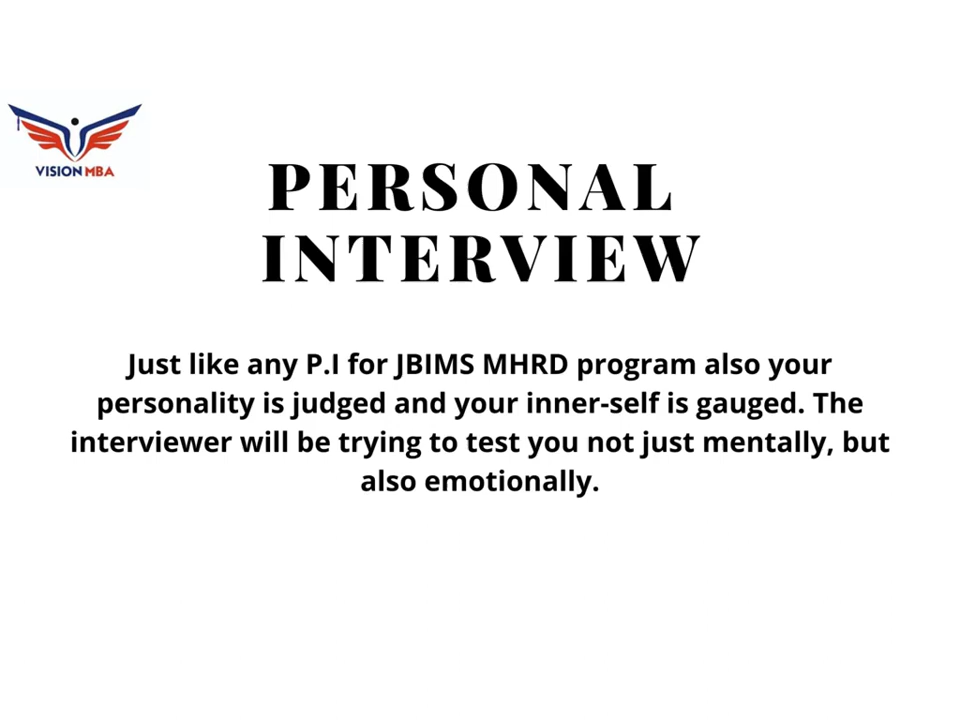 VISION MBA
PERSONAL
INTERVIEW
Just like any P.I for JBIMS MHRD program also your
personality is judged and your inner-self is gauged. The
interviewer will be trying to test you not just mentally, but
also emotionally.